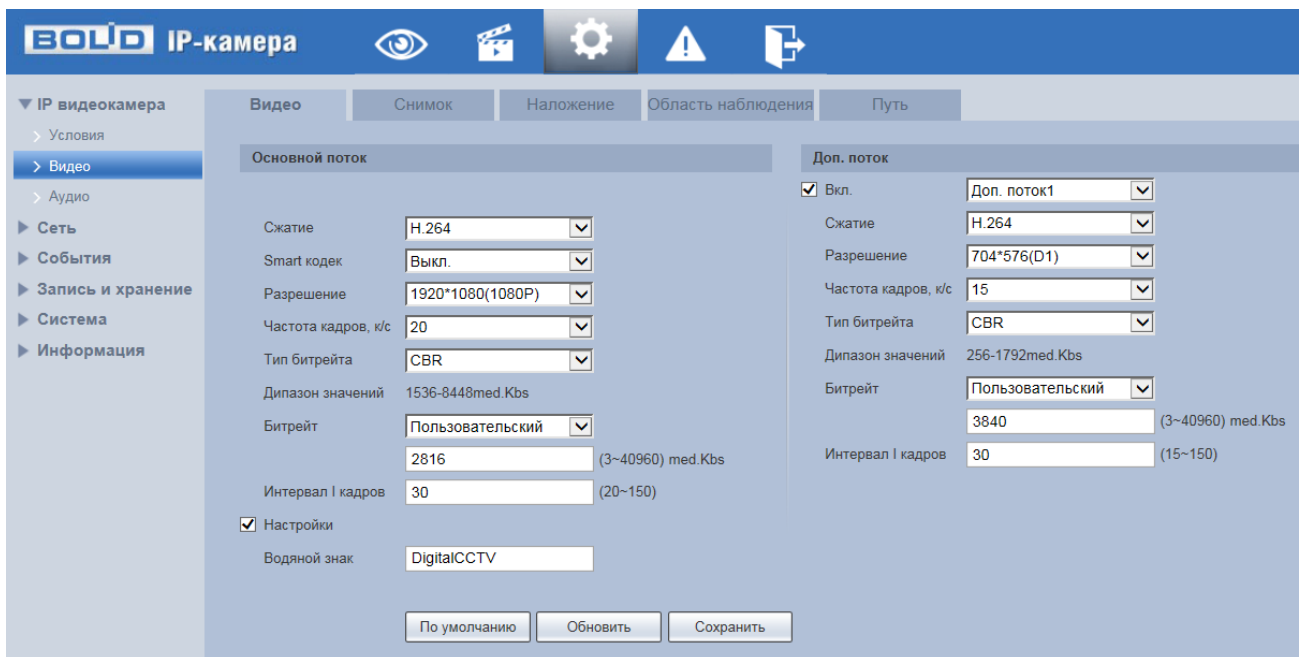 BOLID IP-камера
IP видеокамера
Условия
Видео
Аудио
Сеть
События
Запись и хранение
Система
Информация
Видео Снимок Наложение Область наблюдения Путь
Основной поток
Сжатие H.264
Smart кодек Выкл.
Разрешение 1920*1080(1080P)
Частота кадров, к/с 20
Тип битрейта CBR
Дипазон значений 1536-8448med.Kbs
Битрейт Пользовательский
2816 (3~40960) med.Kbs
Интервал I кадров 30 (20~150)
Настройки
Водяной знак DigitalCCTV
По умолчанию Обновить Сохранить
Доп. поток
Вкл. Доп. поток1
Сжатие H.264
Разрешение 704*576(D1)
Частота кадров, к/с 15
Тип битрейта CBR
Дипазон значений 256-1792med.Kbs
Битрейт Пользовательский
3840 (3~40960) med.Kbs
Интервал I кадров 30 (15~150)